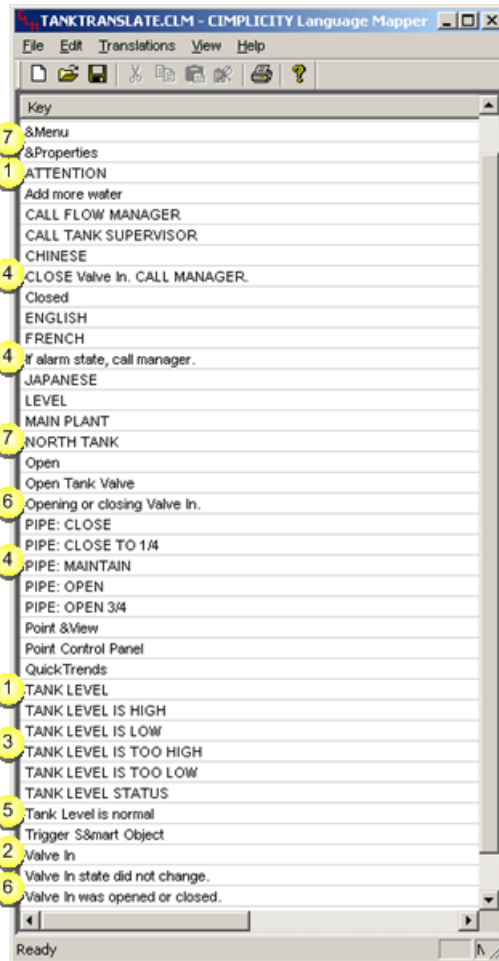 TANKTRANSLATE.CLM - CIMPLICITY Language Mapper
File Edit Translations View Help
Key
&Menu
7
&Properties
1
ATTENTION
Add more water
CALL FLOW MANAGER
CALL TANK SUPERVISOR
CHINESE
4
CLOSE Valve In. CALL MANAGER.
Closed
ENGLISH
FRENCH
4
If alarm state, call manager.
JAPANESE
LEVEL
MAIN PLANT
7
NORTH TANK
Open
Open Tank Valve
6
Opening or closing Valve In.
PIPE: CLOSE
PIPE: CLOSE TO 1/4
4
PIPE: MAINTAIN
PIPE: OPEN
PIPE: OPEN 3/4
Point &View
Point Control Panel
QuickTrends
1
TANK LEVEL
TANK LEVEL IS HIGH
TANK LEVEL IS LOW
3
TANK LEVEL IS TOO HIGH
TANK LEVEL IS TOO LOW
TANK LEVEL STATUS
5
Tank Level is normal
Trigger S&mart Object
2
Valve In
Valve In state did not change.
6
Valve In was opened or closed.
Ready